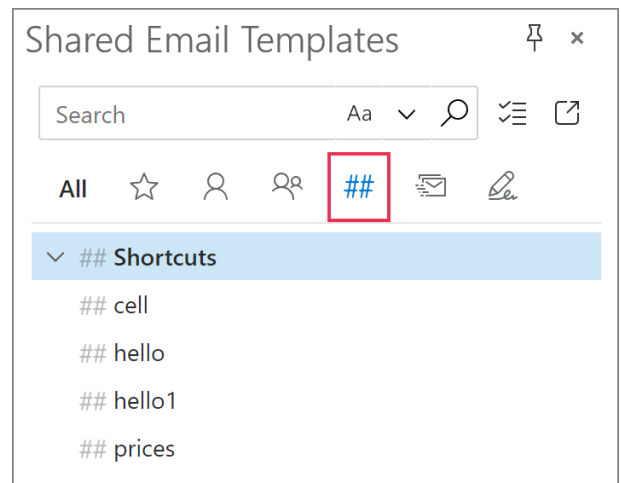 Shared Email Templates
Search Aa
All ##
## Shortcuts
## cell
## hello
## hello1
## prices